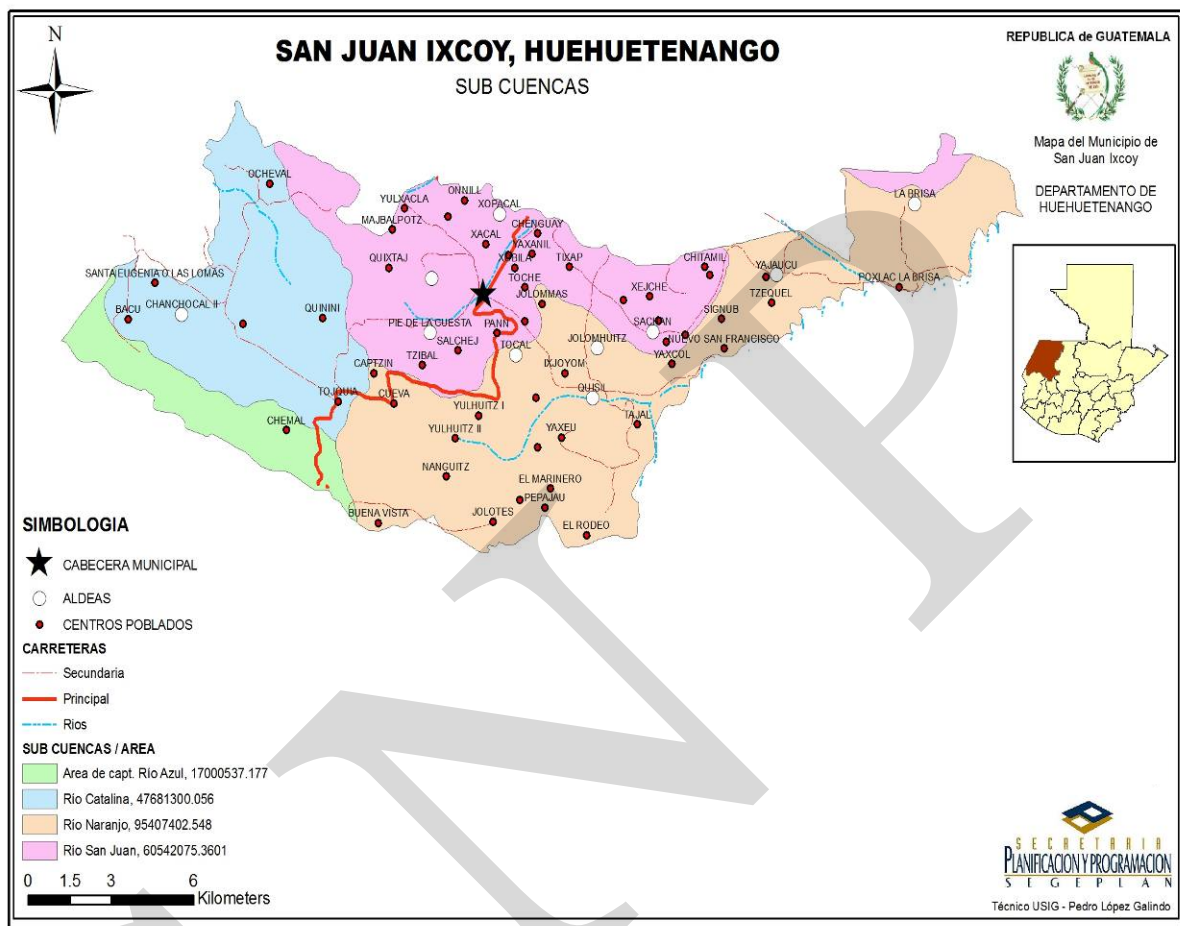 N
SAN JUAN IXCOY, HUEHUETENANGO
SUB CUENCAS
REPUBLICA de GUATEMALA
Mapa del Municipio de
San Juan Ixcoy
DEPARTAMENTO DE
HUEHUETENANGO
OCHEVAL
YULXACLA
ONNILL
XOPACAL
LA BRISA
MAJBALPOTZ
CHENGUAY
XACAL
YAXANIL
QUIXTAJ
TIXAP
CHITAMIL
YAJAUCU
SANTA EUGENIA O LAS LOMAS
TOCHE
POXLAC LA BRISA
CHANCHOCAL II
JOLOMMAS
XEJCHE
TZEQUEL
BACU
QUININI
PIE DE LA CUESTA
PANN
SIGNUB
SALCHEJ
TOCAL
JOLOMHUITZ
NUEVO SAN FRANCISCO
CAPTZIN
TZIBAL
IXJOYOM
YAXCOL
TOJQUIA
CUEVA
QUISIL
CHEMAL
YULHUITZ I
TAJAL
YULHUITZ II
YAXEU
NANGUITZ
EL MARINERO
PEPAJAU
BUENA VISTA
JOLOTES
EL RODEO
SIMBOLOGIA
CABECERA MUNICIPAL
ALDEAS
CENTROS POBLADOS
CARRETERAS
Secundaria
Principal
Rios
SUB CUENCAS / AREA
Area de capt. Río Azul, 17000537.177
Río Catalina, 47681300.056
Río Naranjo, 95407402.548
Rio San Juan, 60542075.3601
0 1.5 3 6
Kilometers
SECRETARIA
PLANIFICACION Y PROGRAMACION
SEGEPLAN
Técnico USIG - Pedro López Galindo